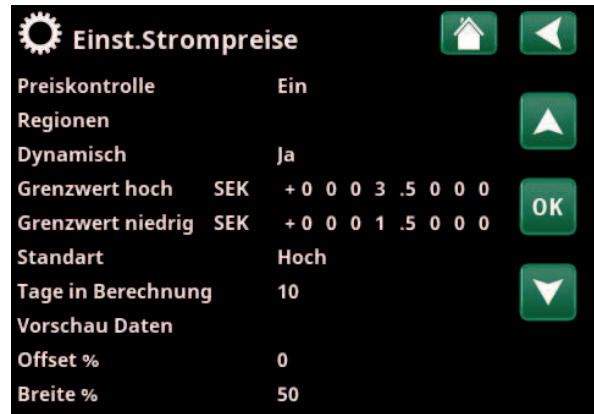 Einst.Strompreise
Preiskontrolle Ein
Regionen
Dynamisch Ja
Grenzwert hoch SEK + 0 0 0 3 .5 0 0 0
OK
Grenzwert niedrig SEK + 0 0 0 1 .5 0 0 0
Standart Hoch
Tage in Berechnung 10
Vorschau Daten
Offset % 0
Breite % 50